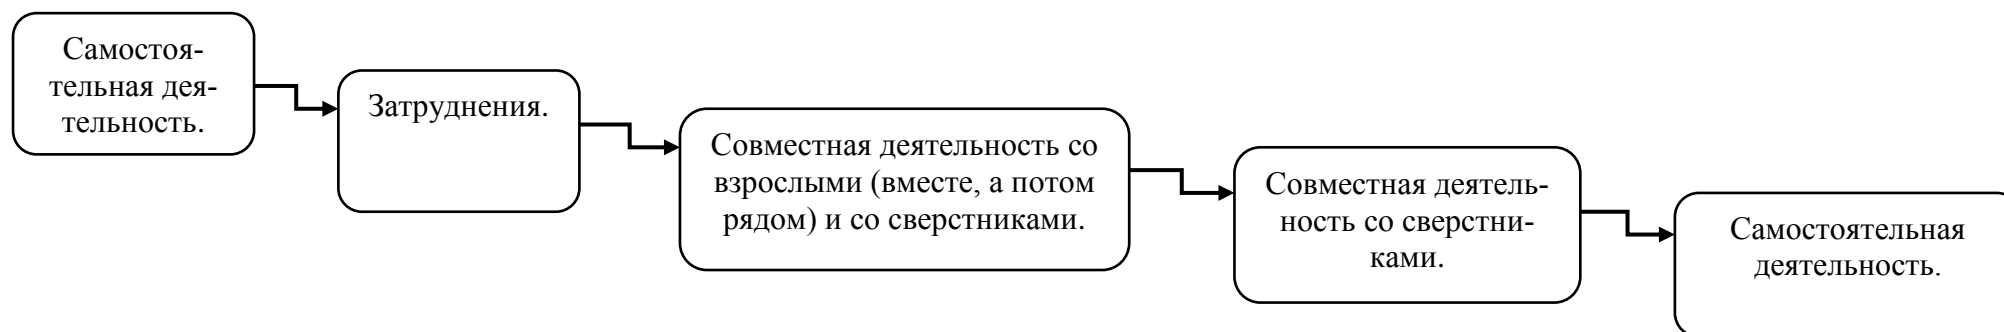 Самостоя-
тельная дея-
тельность.
Затруднения.
Совместная деятельность со
взрослыми (вместе, а потом
рядом) и со сверстниками.
Совместная деятель-
ность со сверстни-
ками.
Самостоятельная
деятельность.